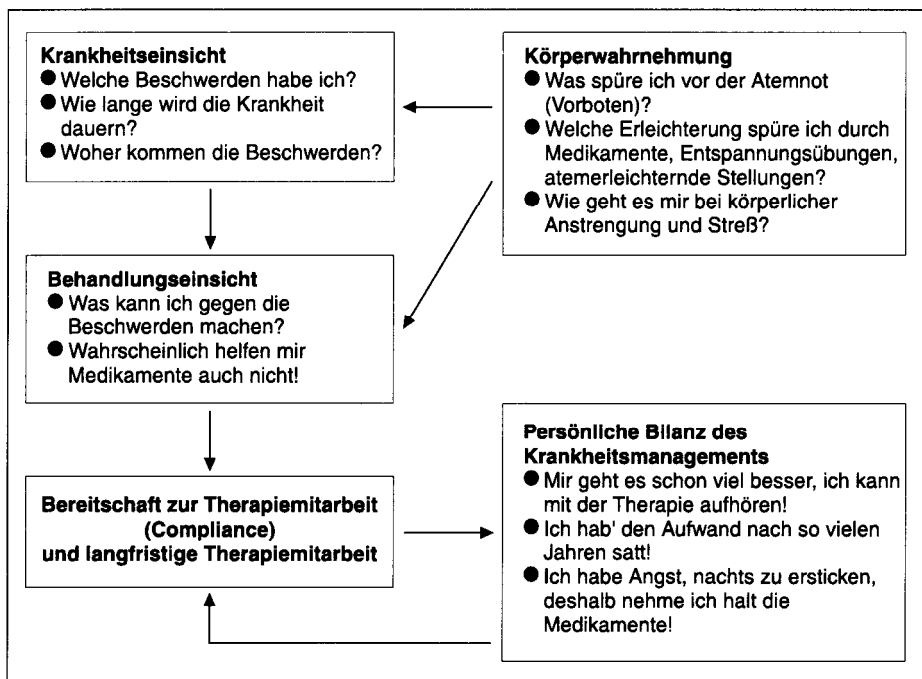 Krankheitseinsicht
● Welche Beschwerden habe ich?
● Wie lange wird die Krankheit
dauern?
● Woher kommen die Beschwerden?
Körperwahrnehmung
● Was spüre ich vor der Atemnot
(Vorboten)?
● Welche Erleichterung spüre ich durch
Medikamente, Entspannungsübungen,
atemerleichternde Stellungen?
● Wie geht es mir bei körperlicher
Anstrengung und Streß?
Behandlungseinsicht
● Was kann ich gegen die
Beschwerden machen?
● Wahrscheinlich helfen mir
Medikamente auch nicht!
Bereitschaft zur Therapiemitarbeit
(Compliance)
und langfristige Therapiemitarbeit
Persönliche Bilanz des
Krankheitsmanagements
● Mir geht es schon viel besser, ich kann
mit der Therapie aufhören!
● Ich hab' den Aufwand nach so vielen
Jahren satt!
● Ich habe Angst, nachts zu ersticken,
deshalb nehme ich halt die
Medikamente!